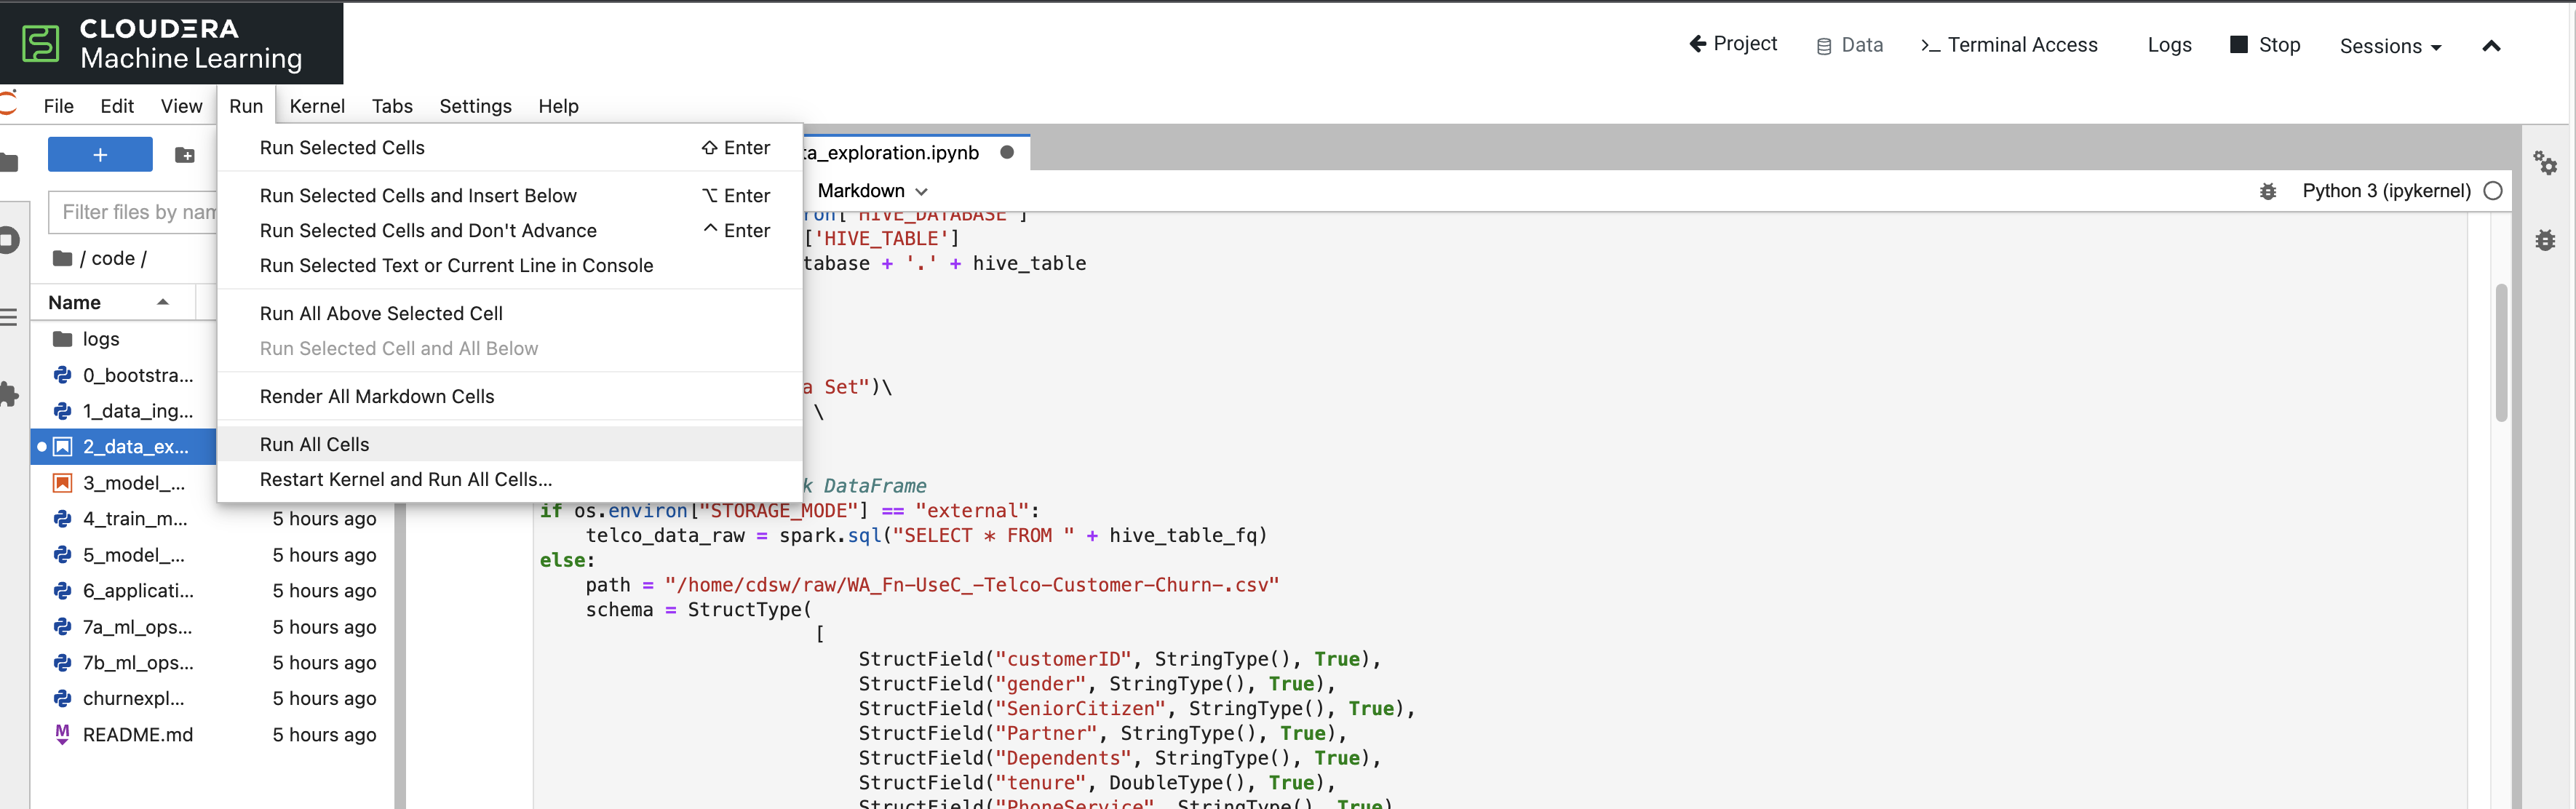 CLOUDERA
Machine Learning
Project
Data
Terminal Access
Logs
Stop
Sessions
File Edit View Run Kernel Tabs Settings Help
Run Selected Cells ⇧ Enter
Run Selected Cells and Insert Below ⌥ Enter
Run Selected Cells and Don't Advance ^ Enter
Run Selected Text or Current Line in Console
Run All Above Selected Cell
Run Selected Cell and All Below
Render All Markdown Cells
Run All Cells
Restart Kernel and Run All Cells...
+
Filter files by nam
/ code /
Name
logs
0_bootstra...
1_data_ing...
2_data_ex...
3_model_...
4_train_m... 5 hours ago
5_model_... 5 hours ago
6_applicati... 5 hours ago
7a_ml_ops... 5 hours ago
7b_ml_ops... 5 hours ago
churnexpl... 5 hours ago
README.md 5 hours ago
ta_exploration.ipynb
Markdown
Python 3 (ipykernel)
ron['HIVE_DATABASE']
['HIVE_TABLE']
tabase + '.' + hive_table
a Set")\
\
k DataFrame
if os.environ["STORAGE_MODE"] == "external":
telco_data_raw = spark.sql("SELECT * FROM " + hive_table_fq)
else:
path = "/home/cdsw/raw/WA_Fn-UseC_-Telco-Customer-Churn-.csv"
schema = StructType(
[
StructField("customerID", StringType(), True),
StructField("gender", StringType(), True),
StructField("SeniorCitizen", StringType(), True),
StructField("Partner", StringType(), True),
StructField("Dependents", StringType(), True),
StructField("tenure", DoubleType(), True),
StructField("PhoneService", StringType(), True)